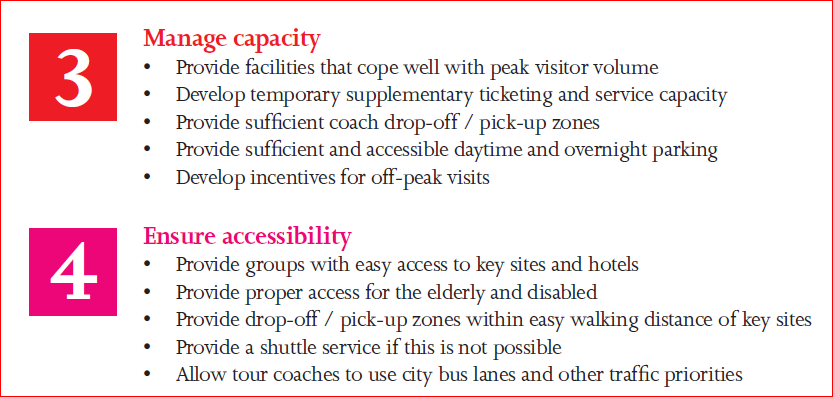 3
Manage capacity
• Provide facilities that cope well with peak visitor volume
• Develop temporary supplementary ticketing and service capacity
• Provide sufficient coach drop-off / pick-up zones
• Provide sufficient and accessible daytime and overnight parking
• Develop incentives for off-peak visits
4
Ensure accessibility
• Provide groups with easy access to key sites and hotels
• Provide proper access for the elderly and disabled
• Provide drop-off / pick-up zones within easy walking distance of key sites
• Provide a shuttle service if this is not possible
• Allow tour coaches to use city bus lanes and other traffic priorities